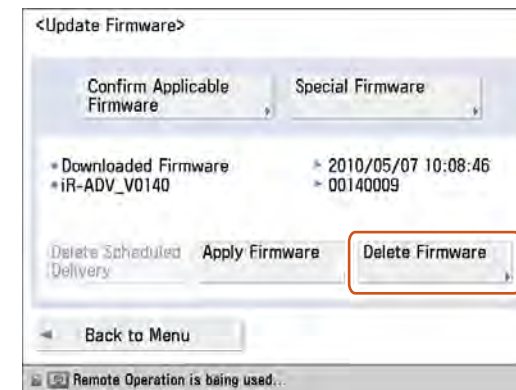 <Update Firmware>
Confirm Applicable Special Firmware
Firmware
Downloaded Firmware 2010/05/07 10:08:46
iR-ADV_V0140 00140009
Delete Scheduled Apply Firmware Delete Firmware
Delivery
Back to Menu
Remote Operation is being used...